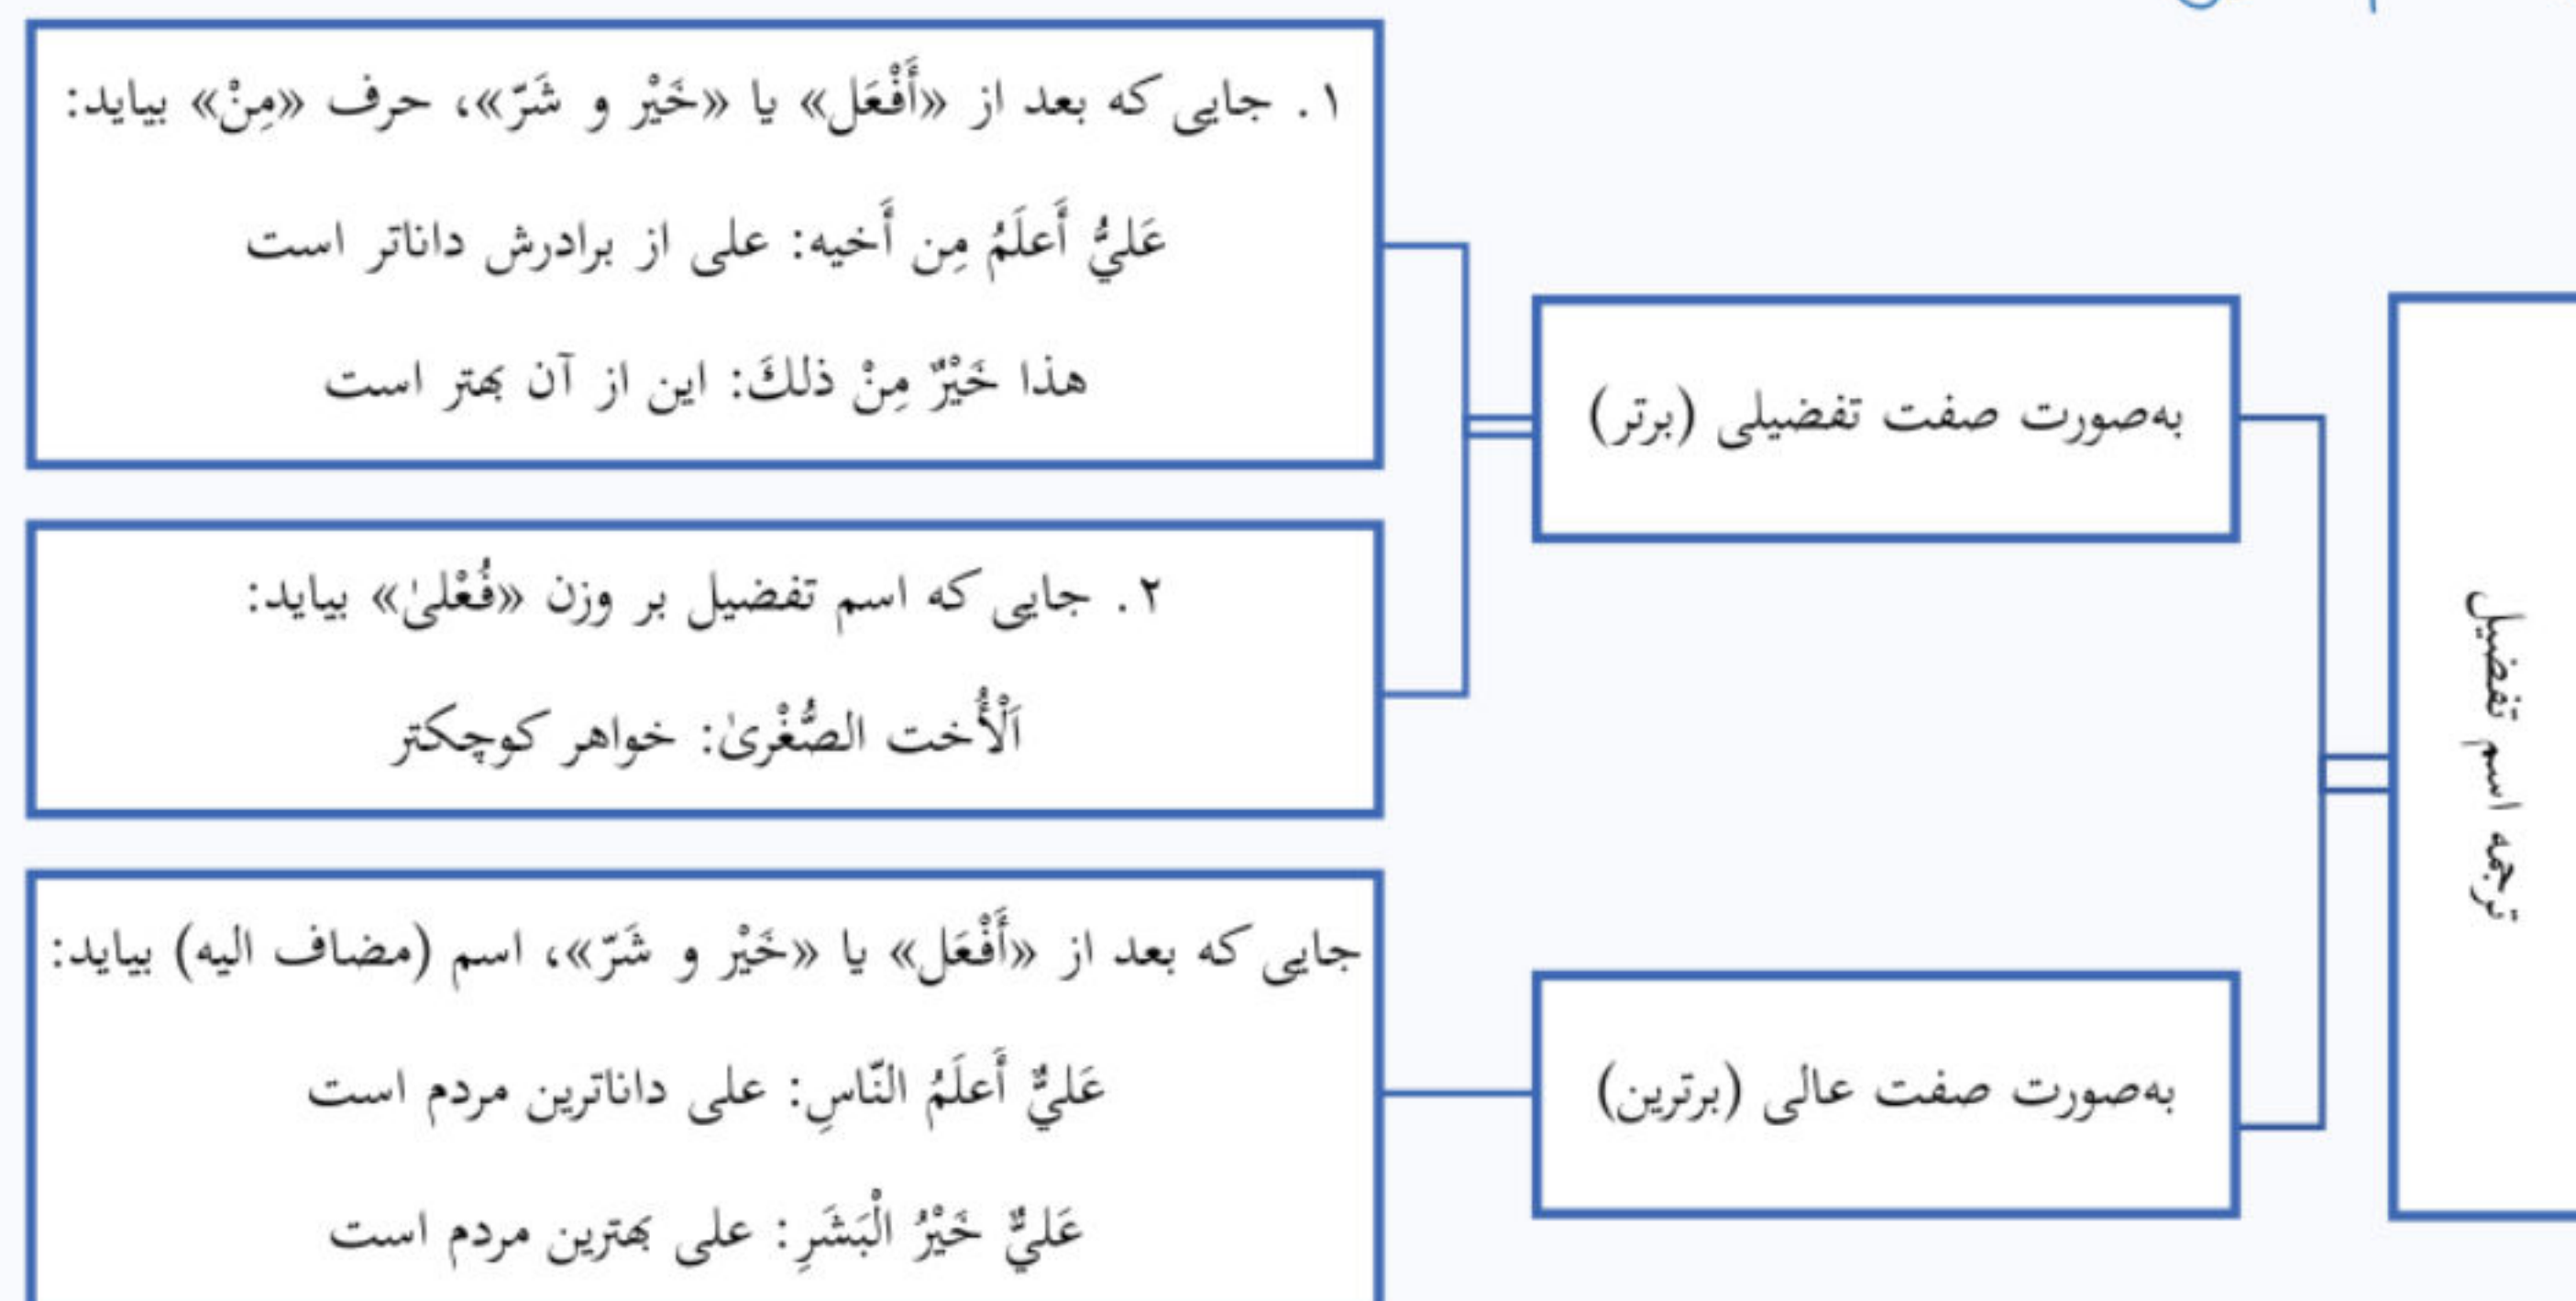 ترجمه اسم تفضیل
به‌صورت صفت تفضیلی (برتر)
۱. جایی که بعد از «أَفْعَل» یا «خَیْر و شَرّ»، حرف «مِنْ» بیاید:
عَليُّ أَعلَمُ مِن أَخيه: علی از برادرش داناتر است
هذا خَيْرٌ مِنْ ذلكَ: این از آن بهتر است
۲. جایی که اسم تفضیل بر وزن «فُعْلیٰ» بیاید:
اَلْأُخت الصُّغْریٰ: خواهر کوچکتر
به‌صورت صفت عالی (برترین)
جایی که بعد از «أَفْعَل» یا «خَیْر و شَرّ»، اسم (مضاف الیه) بیاید:
عَليٌّ أَعلَمُ النّاسِ: علی داناترین مردم است
عَليٌّ خَيْرُ الْبَشَرِ: علی بهترین مردم است